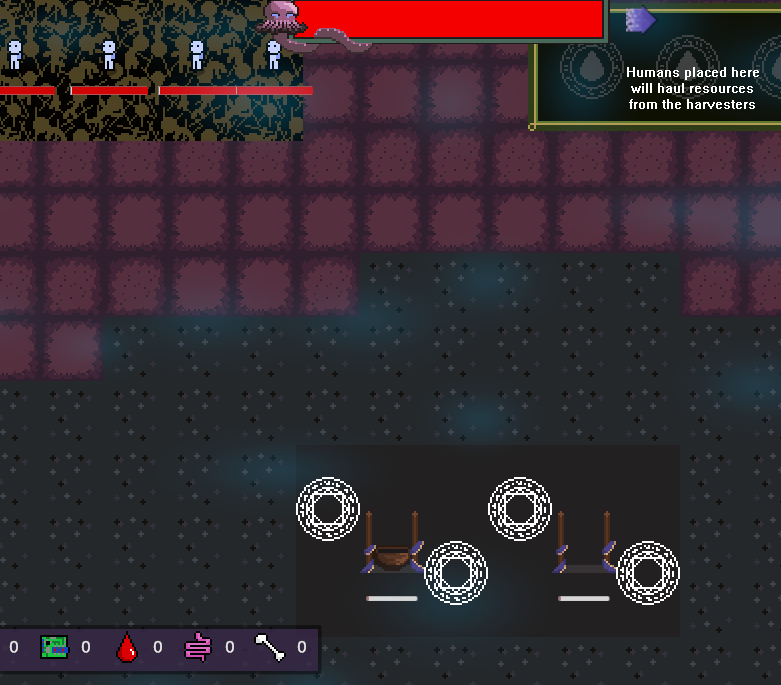 Humans placed here
will haul resources
from the harvesters
0 0 0 0 0